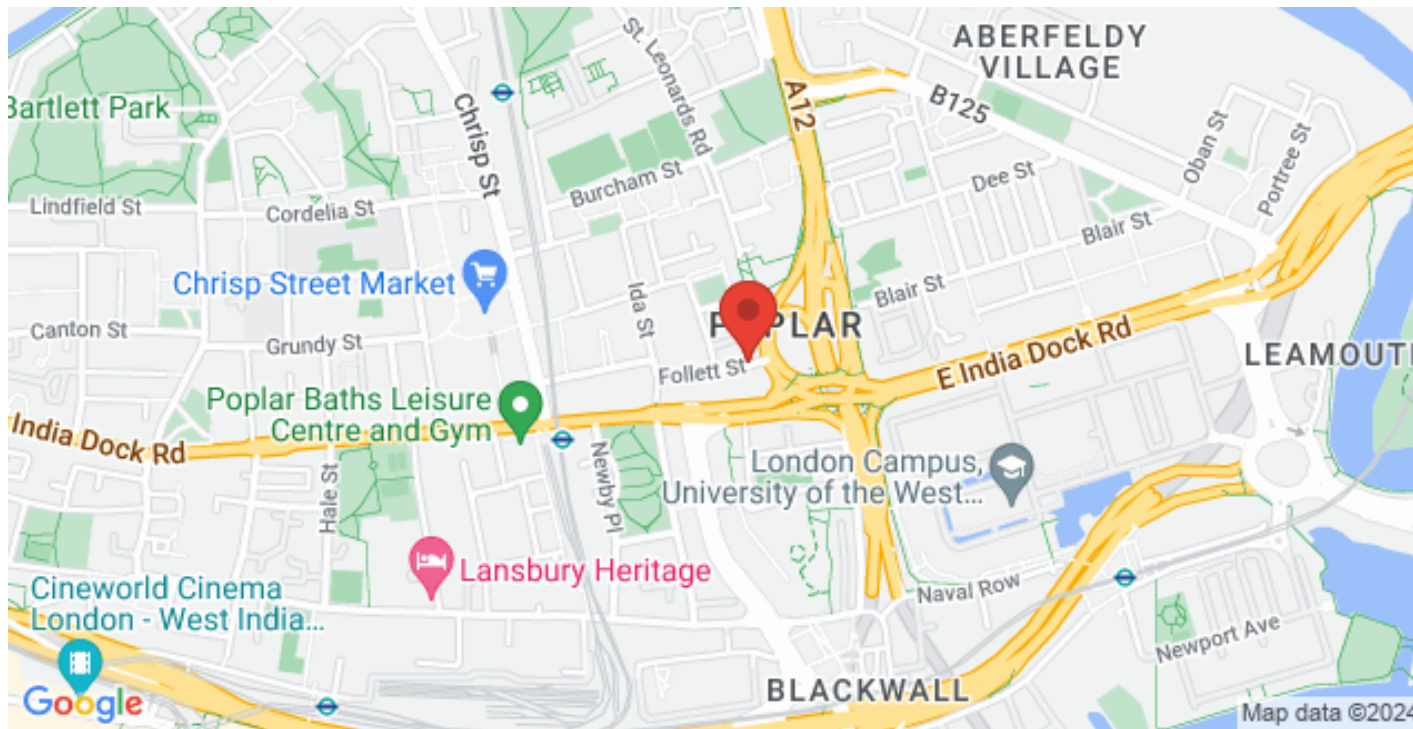 ABERFELDY
VILLAGE
St. Leonards Rd
A12
B125
Bartlett Park
Chrisp St
Oban St
Portree St
Burcham St
Dee St
Lindfield St
Cordelia St
Blair St
Chrisp Street Market
Ida St
Blair St
Canton St
Grundy St
POPLAR
E India Dock Rd
LEAMOUTH
Follett St
Poplar Baths Leisure
Centre and Gym
India Dock Rd
Newby Pl
London Campus,
University of the West...
Hale St
Lansbury Heritage
Cineworld Cinema
London - West India...
Naval Row
Newport Ave
BLACKWALL
Google
Map data ©2024